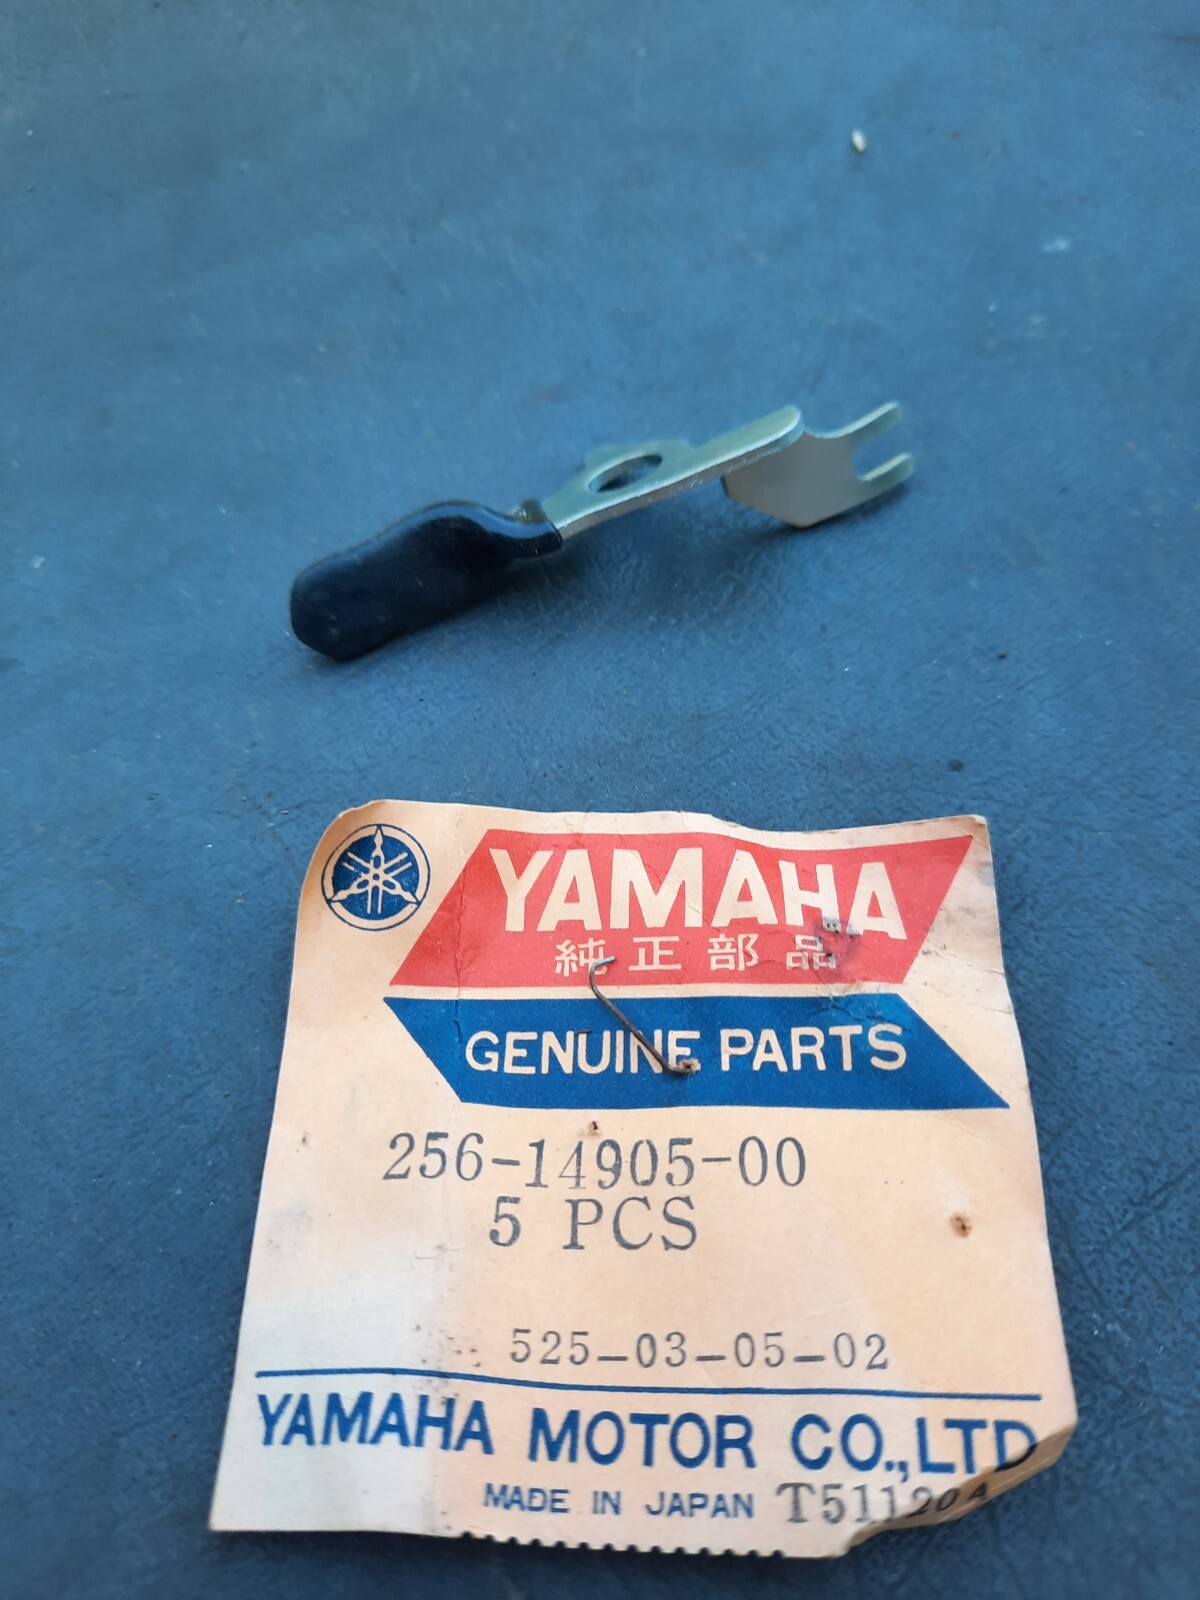 YAMAHA
純正部品
GENUINE PARTS
256-14905-00
5 PCS
525-03-05-02
YAMAHA MOTOR CO.,LTD
MADE IN JAPAN T51120A